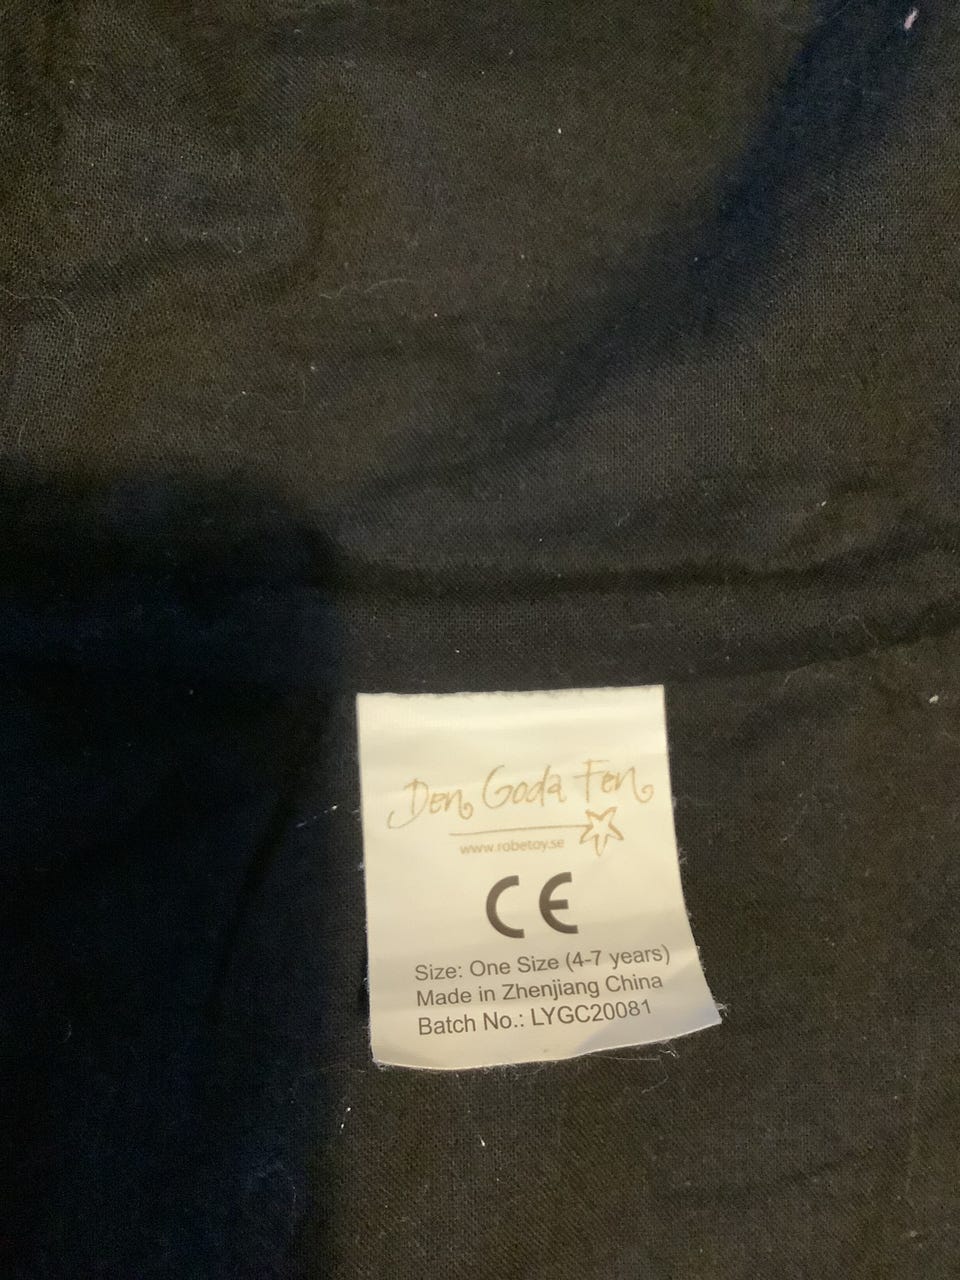 Den Goda Fen
www.robetoy.se
CE
Size: One Size (4-7 years)
Made in Zhenjiang China
Batch No.: LYGC20081